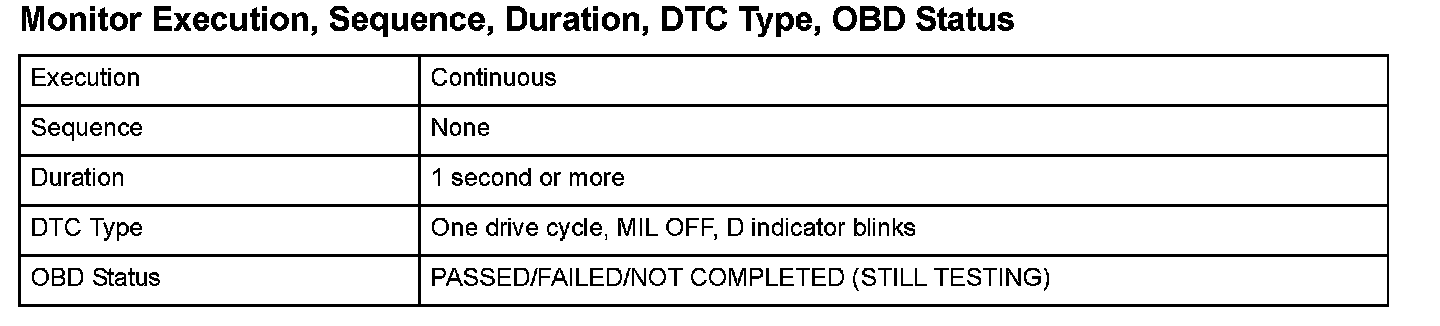 Monitor Execution, Sequence, Duration, DTC Type, OBD Status
Execution Continuous
Sequence None
Duration 1 second or more
DTC Type One drive cycle, MIL OFF, D indicator blinks
OBD Status PASSED/FAILED/NOT COMPLETED (STILL TESTING)